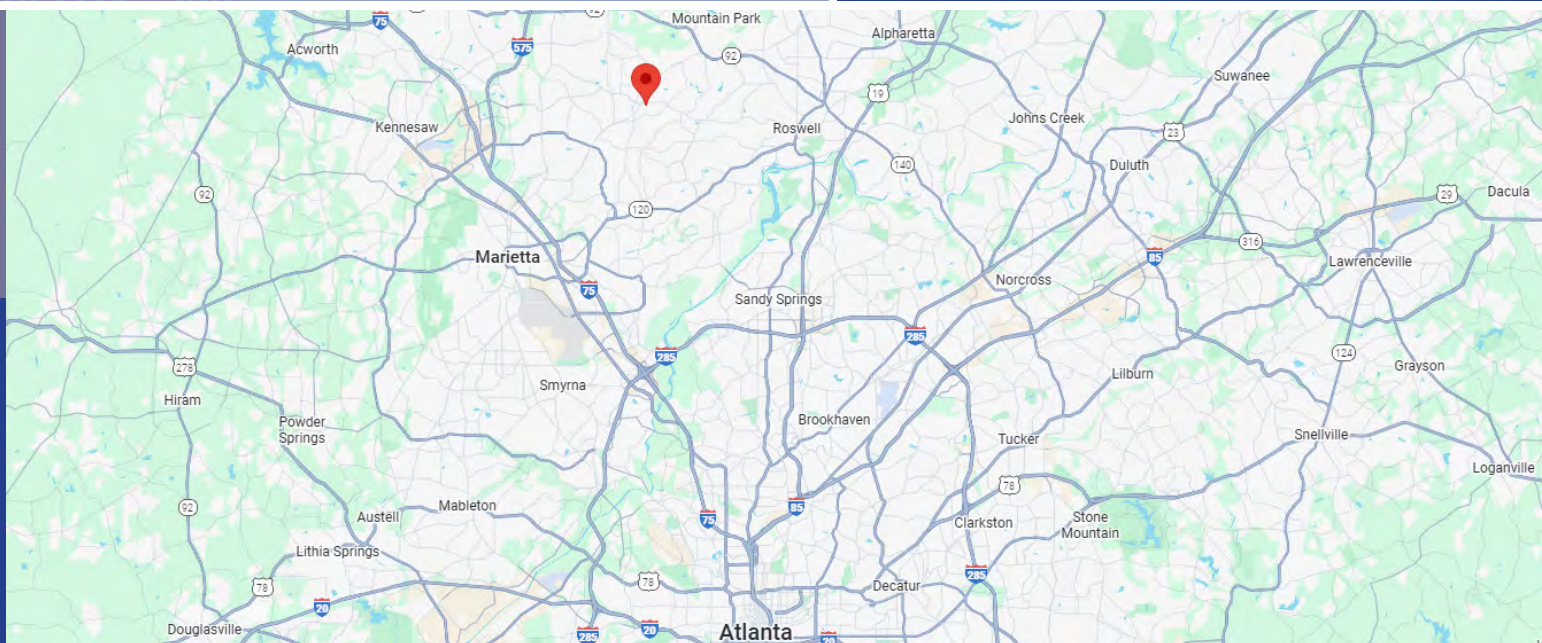 Mountain Park
92
75
Acworth
Alpharetta
575
92
Suwanee
19
Kennesaw
Roswell
Johns Creek
23
Duluth
140
92
29
Dacula
120
316
Marietta
85
Lawrenceville
75
Norcross
Sandy Springs
285
285
124
278
Grayson
Smyrna
Lilburn
Hiram
Powder
Springs
Brookhaven
Tucker
Snellville
Loganville
78
92
Mableton
85
Austell
75
Clarkston
Stone
Mountain
Lithia Springs
285
78
78
Decatur
20
Douglasville
20
285
Atlanta
20